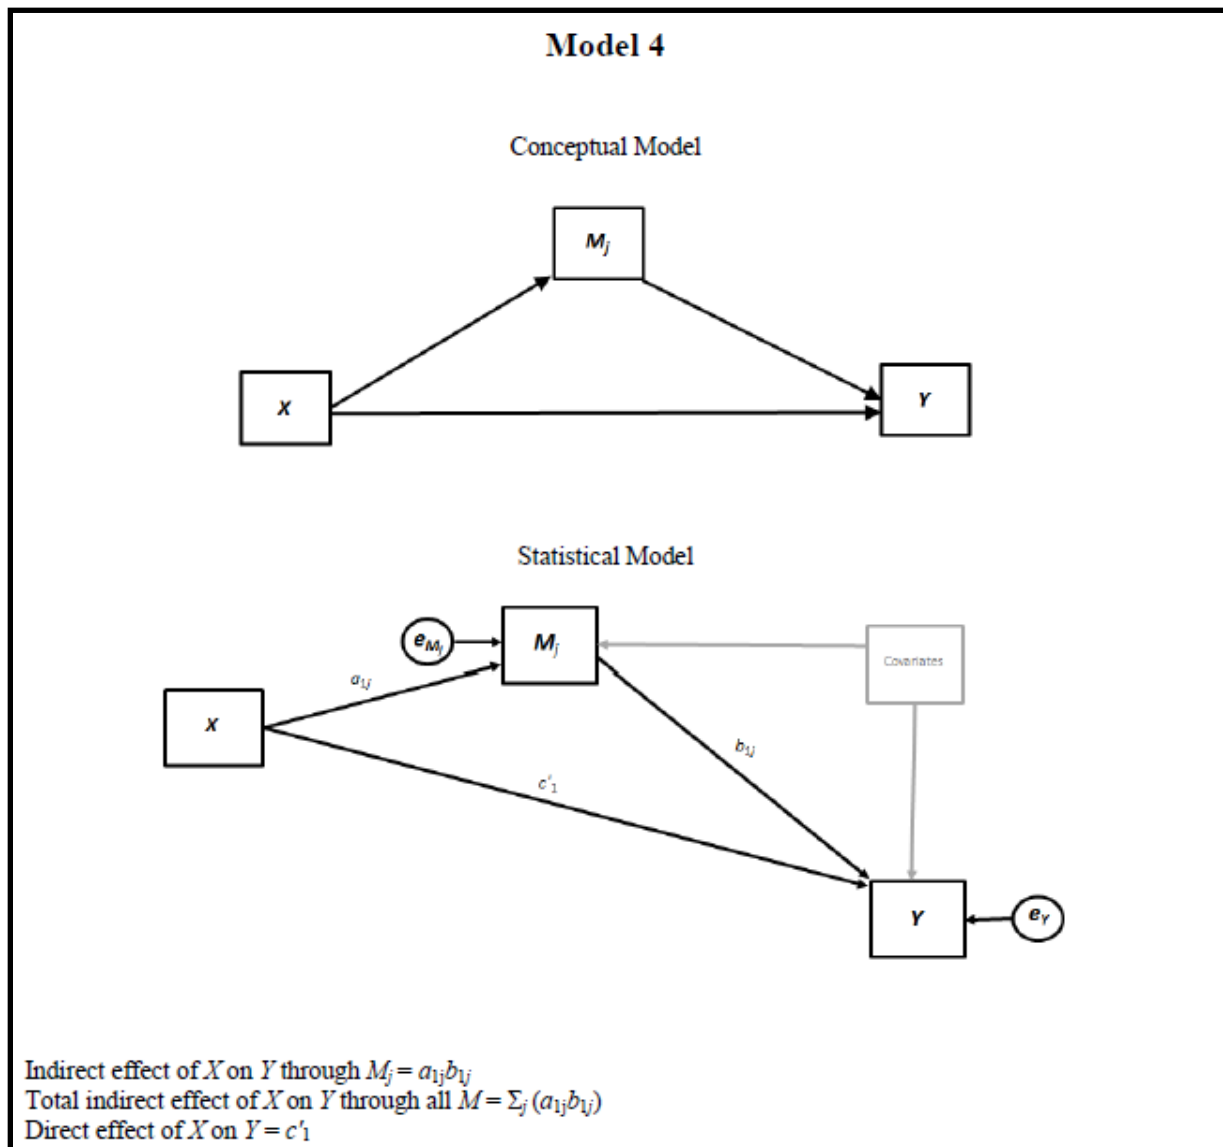 Model 4
Conceptual Model
Mj
X
Y
Statistical Model
eMj
Mj
Covariates
a1j
X
b1j
c'1
Y
eY
Indirect effect of X on Y through Mj = a1jb1j
Total indirect effect of X on Y through all M = Σj (a1jb1j)
Direct effect of X on Y = c'1